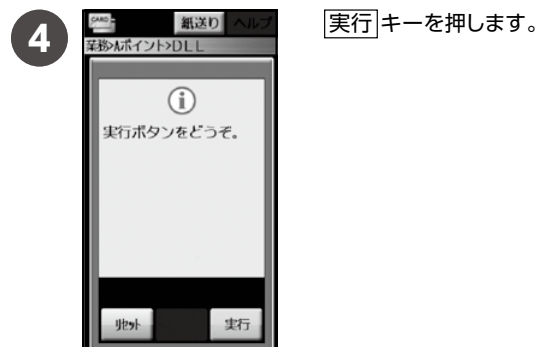 4
実行キーを押します。
CARD
紙送り ヘルプ
業務>Aポイント>DLL
実行ボタンをどうぞ。
リセット 実行